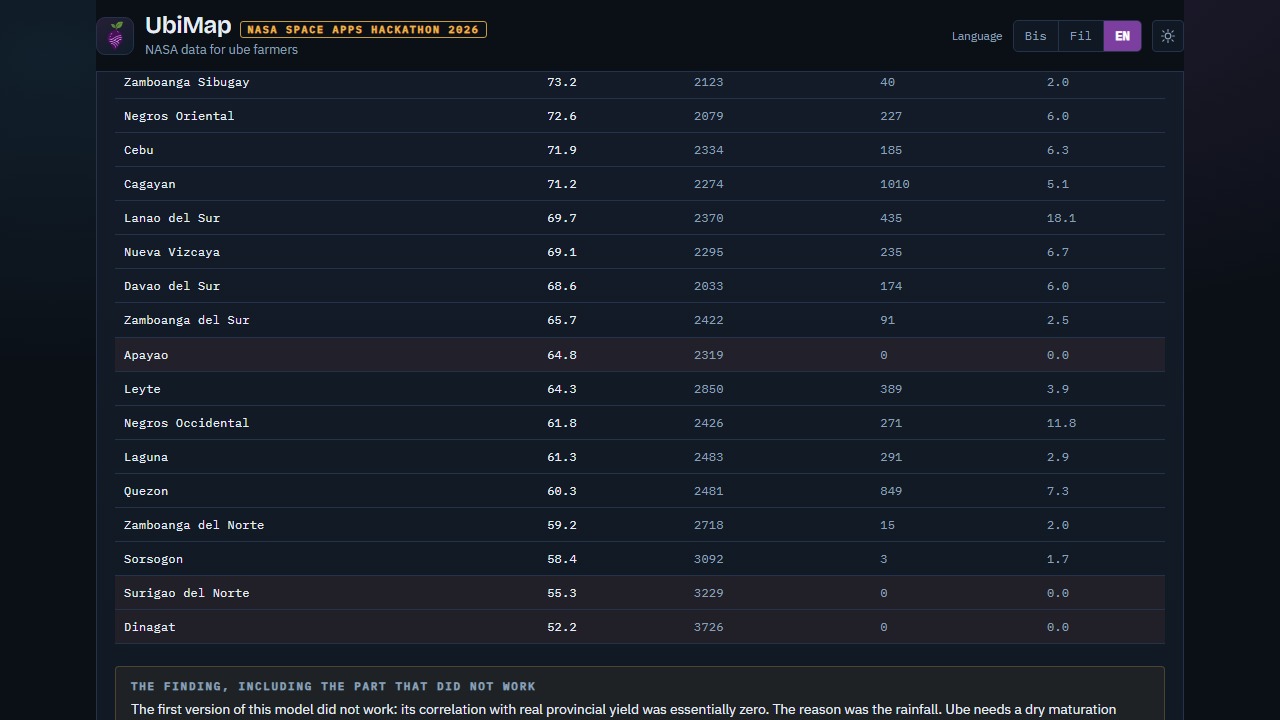 UbiMap NASA SPACE APPS HACKATHON 2026
NASA data for ube farmers
Language Bis Fil EN
Zamboanga Sibugay 73.2 2123 40 2.0
Negros Oriental 72.6 2079 227 6.0
Cebu 71.9 2334 185 6.3
Cagayan 71.2 2274 1010 5.1
Lanao del Sur 69.7 2370 435 18.1
Nueva Vizcaya 69.1 2295 235 6.7
Davao del Sur 68.6 2033 174 6.0
Zamboanga del Sur 65.7 2422 91 2.5
Apayao 64.8 2319 0 0.0
Leyte 64.3 2850 389 3.9
Negros Occidental 61.8 2426 271 11.8
Laguna 61.3 2483 291 2.9
Quezon 60.3 2481 849 7.3
Zamboanga del Norte 59.2 2718 15 2.0
Sorsogon 58.4 3092 3 1.7
Surigao del Norte 55.3 3229 0 0.0
Dinagat 52.2 3726 0 0.0
THE FINDING, INCLUDING THE PART THAT DID NOT WORK
The first version of this model did not work: its correlation with real provincial yield was essentially zero. The reason was the rainfall. Ube needs a dry maturation